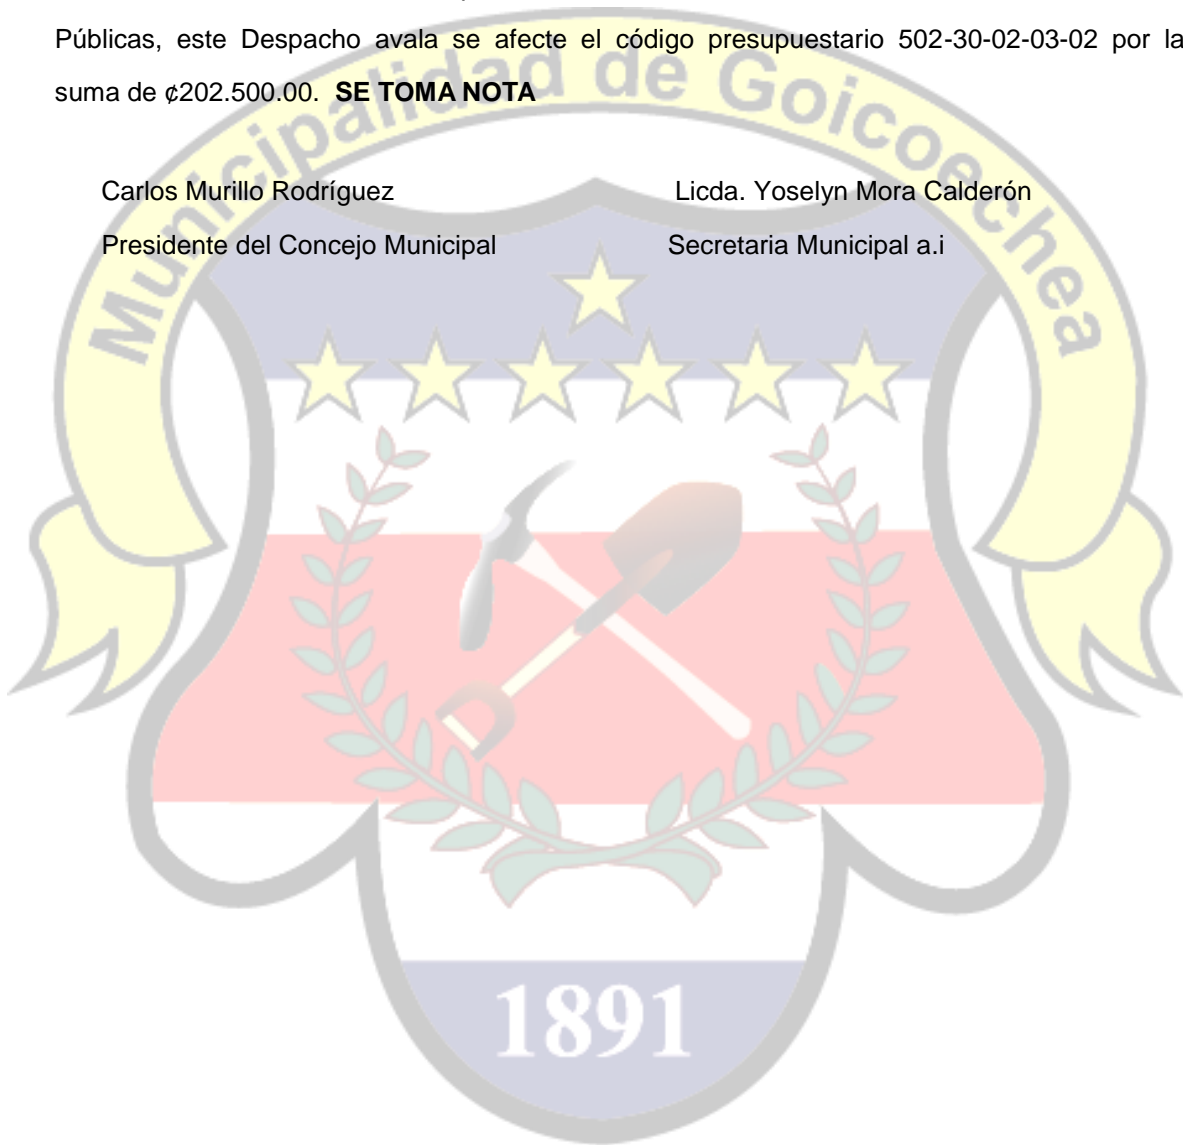 Públicas, este Despacho avala se afecte el código presupuestario 502-30-02-03-02 por la
suma de ¢202.500.00. SE TOMA NOTA
Municipalidad de Goicoechea
Carlos Murillo Rodríguez Licda. Yoselyn Mora Calderón
Presidente del Concejo Municipal Secretaria Municipal a.i
1891